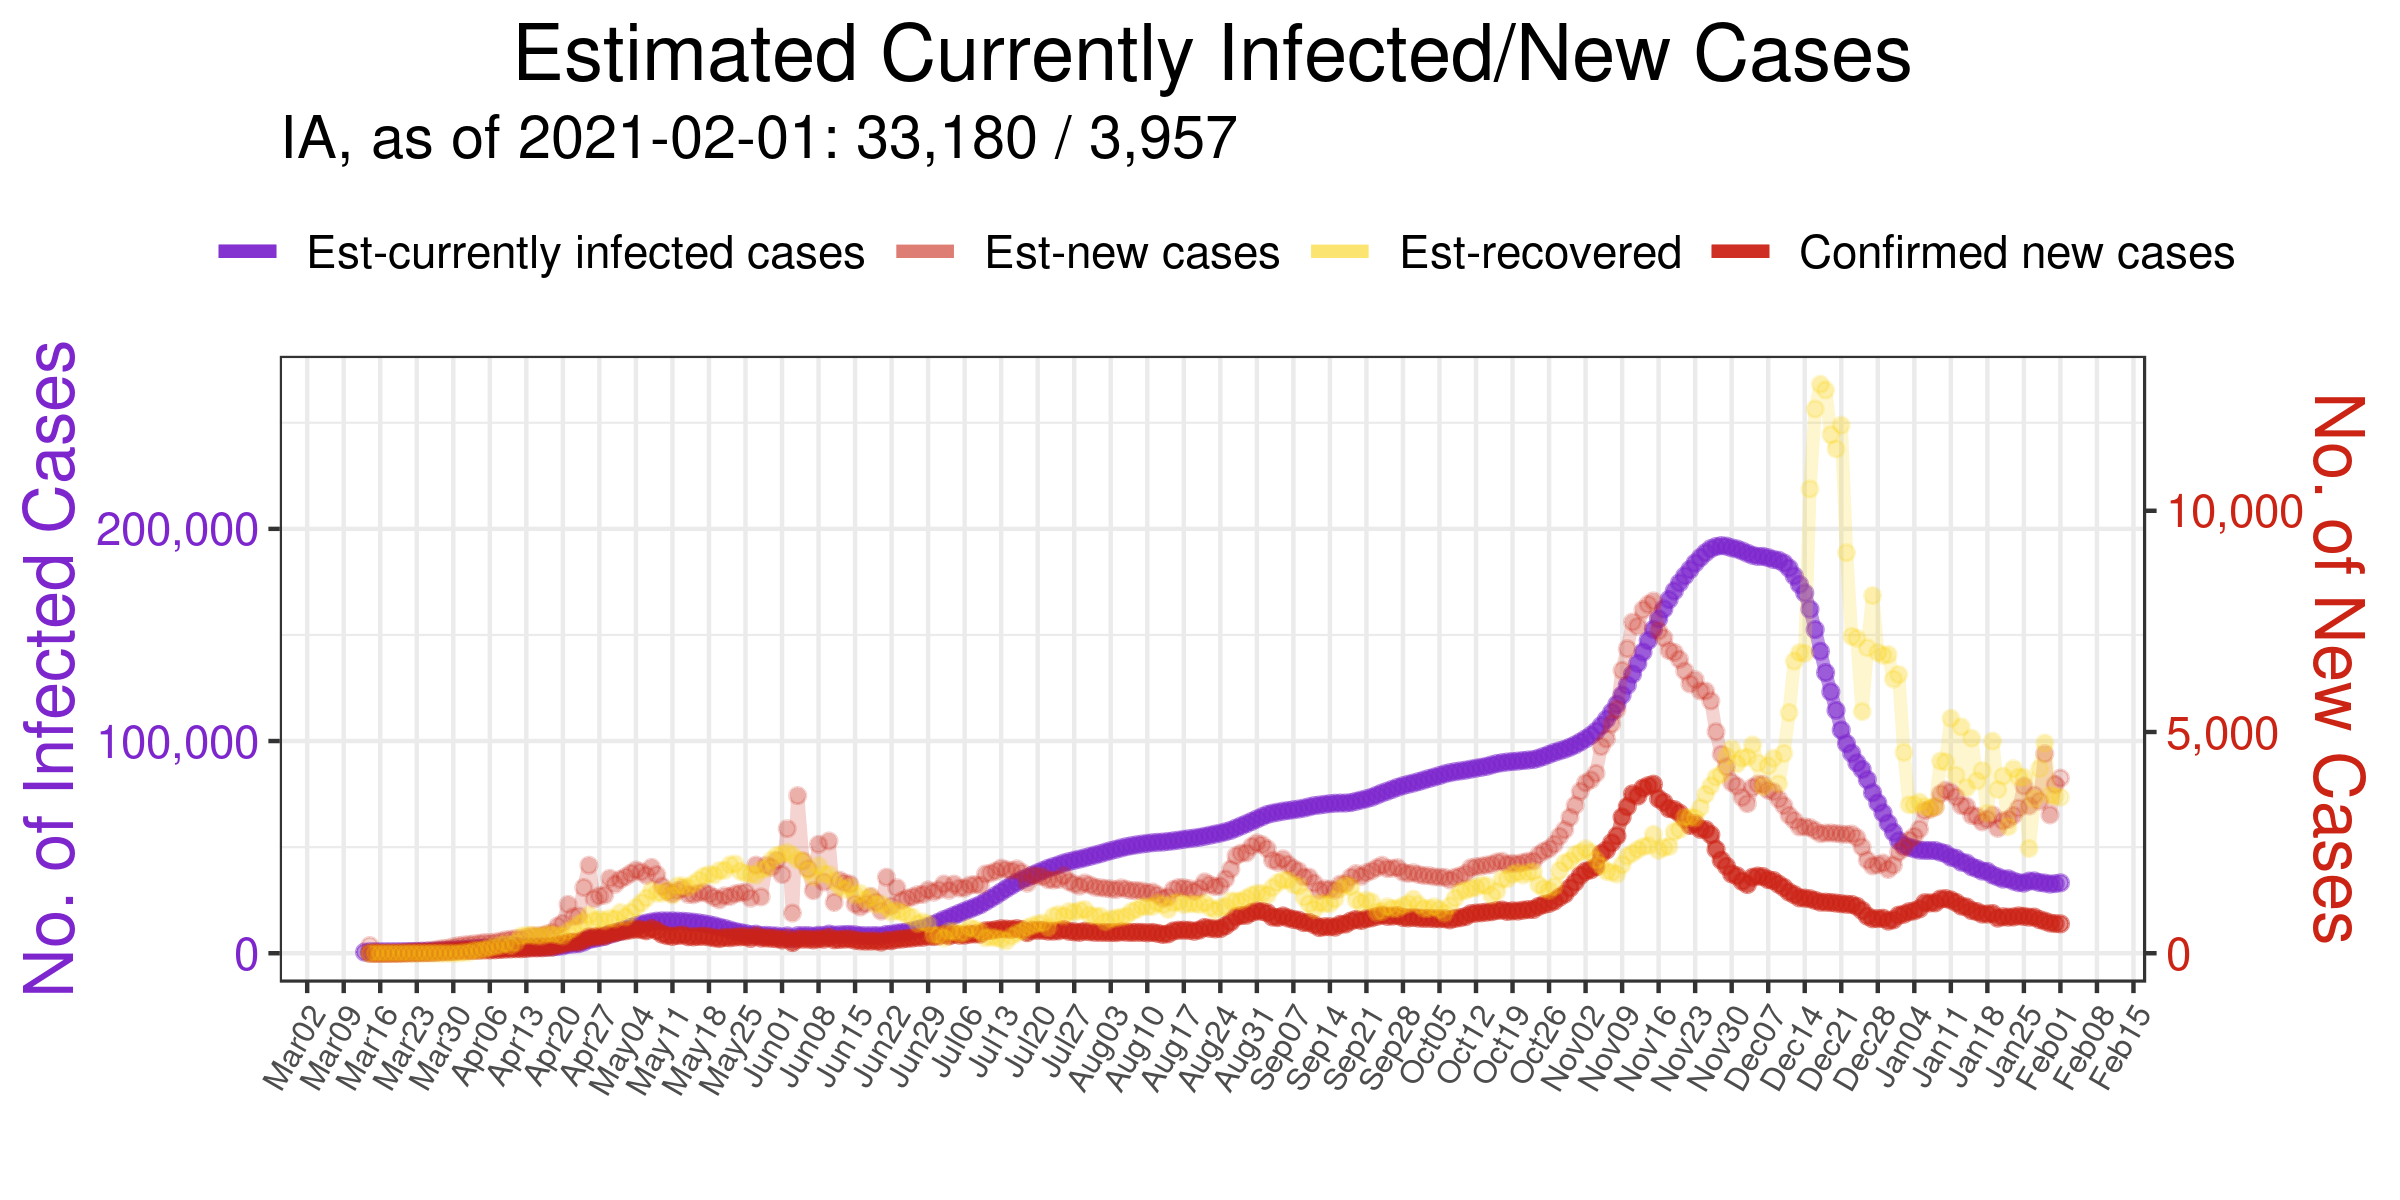 Estimated Currently Infected/New Cases
IA, as of 2021-02-01: 33,180 / 3,957
Est-currently infected cases
Est-new cases
Est-recovered
Confirmed new cases
No. of Infected Cases
200,000
100,000
0
No. of New Cases
10,000
5,000
0
Mar02
Mar09
Mar16
Mar23
Mar30
Apr06
Apr13
Apr20
Apr27
May04
May11
May18
May25
Jun01
Jun08
Jun15
Jun22
Jun29
Jul06
Jul13
Jul20
Jul27
Aug03
Aug10
Aug17
Aug24
Aug31
Sep07
Sep14
Sep21
Sep28
Oct05
Oct12
Oct19
Oct26
Nov02
Nov09
Nov16
Nov23
Nov30
Dec07
Dec14
Dec21
Dec28
Jan04
Jan11
Jan18
Jan25
Feb01
Feb08
Feb15